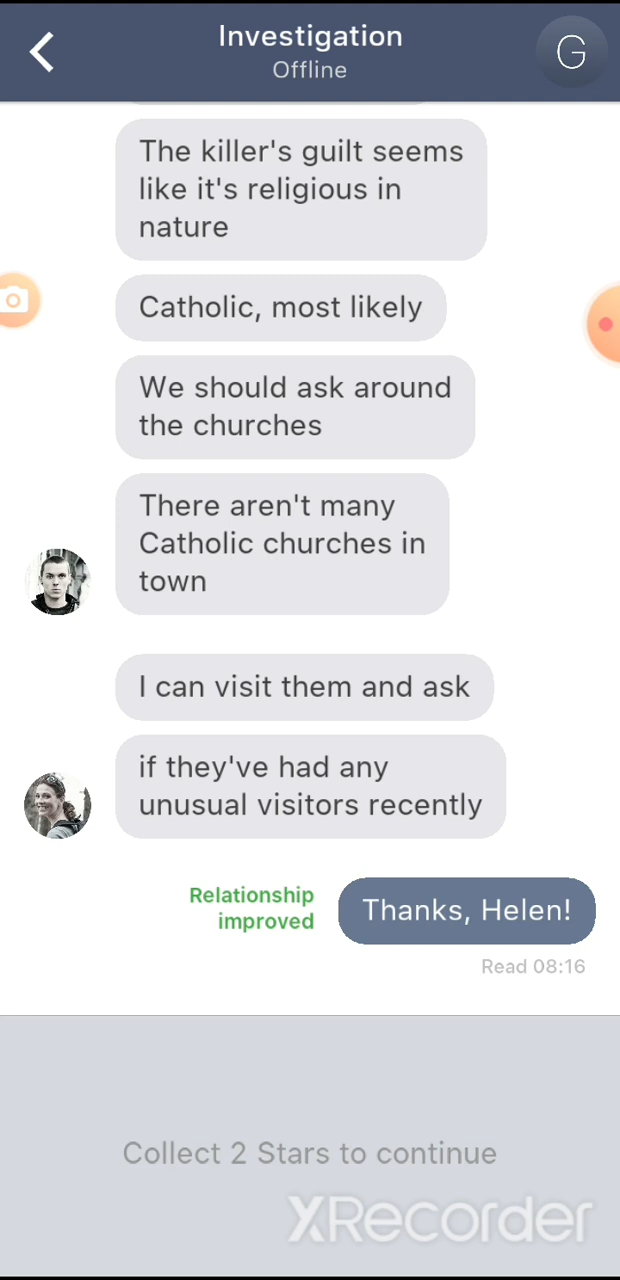 Investigation
Offline
G
The killer's guilt seems
like it's religious in
nature
Catholic, most likely
We should ask around
the churches
There aren't many
Catholic churches in
town
I can visit them and ask
if they've had any
unusual visitors recently
Relationship
improved
Thanks, Helen!
Read 08:16
Collect 2 Stars to continue
XRecorder